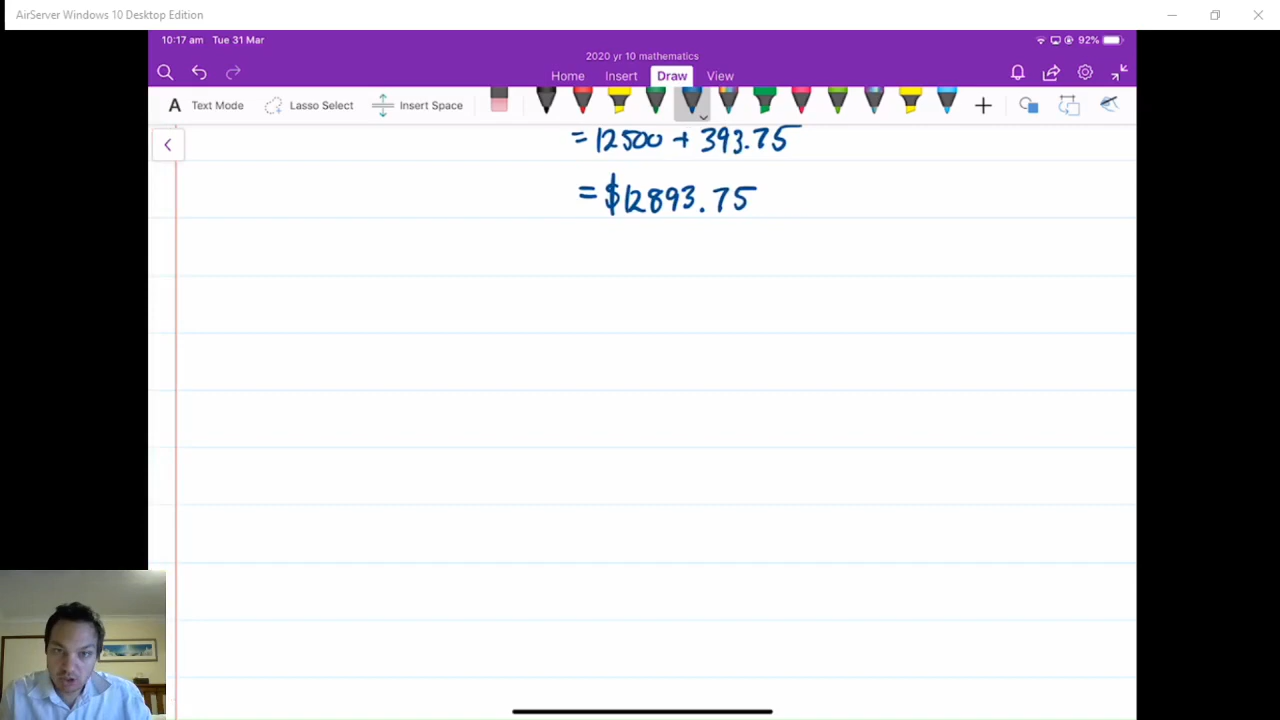 AirServer Windows 10 Desktop Edition
10:17 am Tue 31 Mar
92%
2020 yr 10 mathematics
Home Insert Draw View
A Text Mode Lasso Select Insert Space
= 12500 + 393.75
= $12893.75